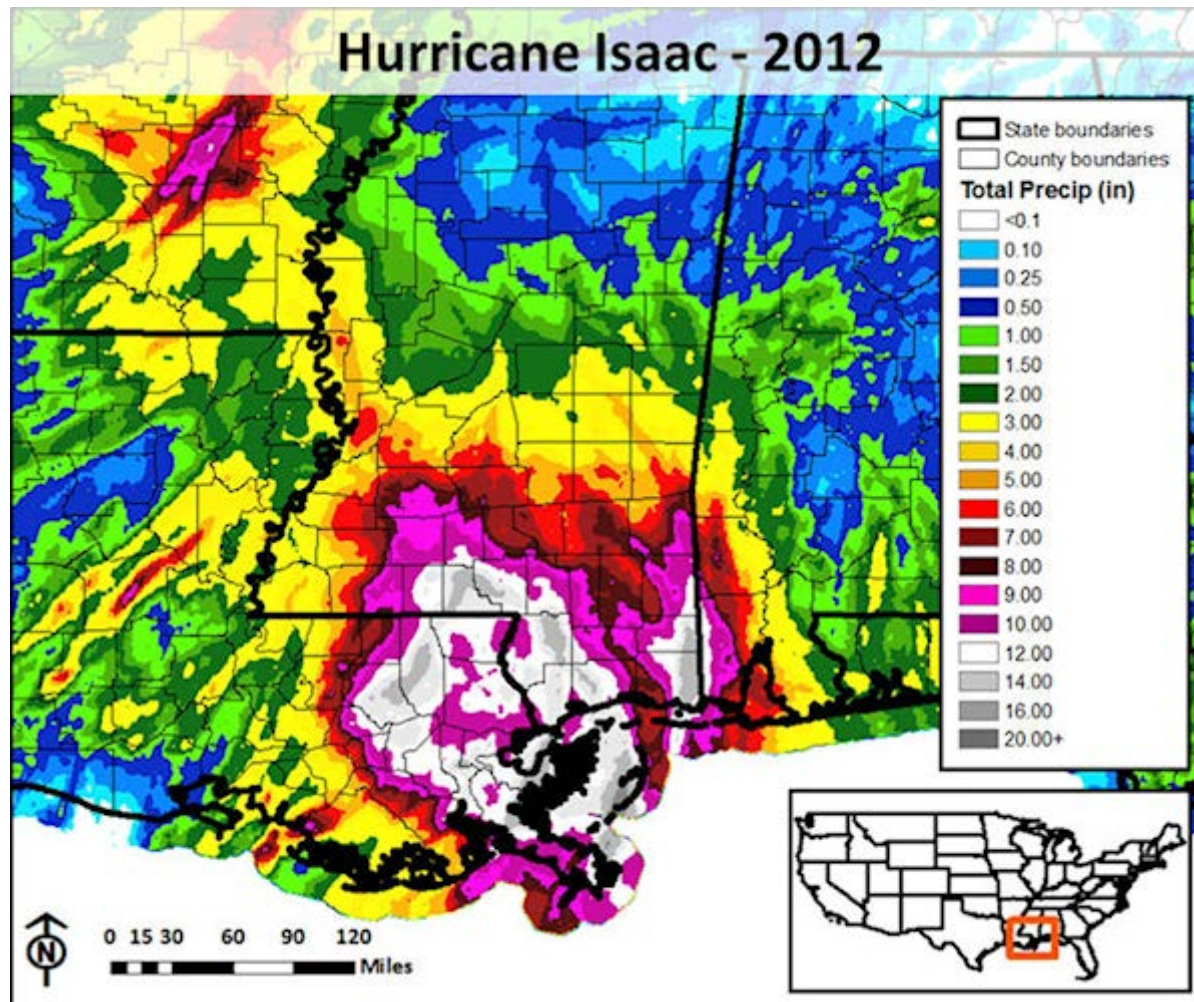 Hurricane Isaac - 2012
State boundaries
County boundaries
Total Precip (in)
<0.1
0.10
0.25
0.50
1.00
1.50
2.00
3.00
4.00
5.00
6.00
7.00
8.00
9.00
10.00
12.00
14.00
16.00
20.00+
N
0 15 30 60 90 120
Miles